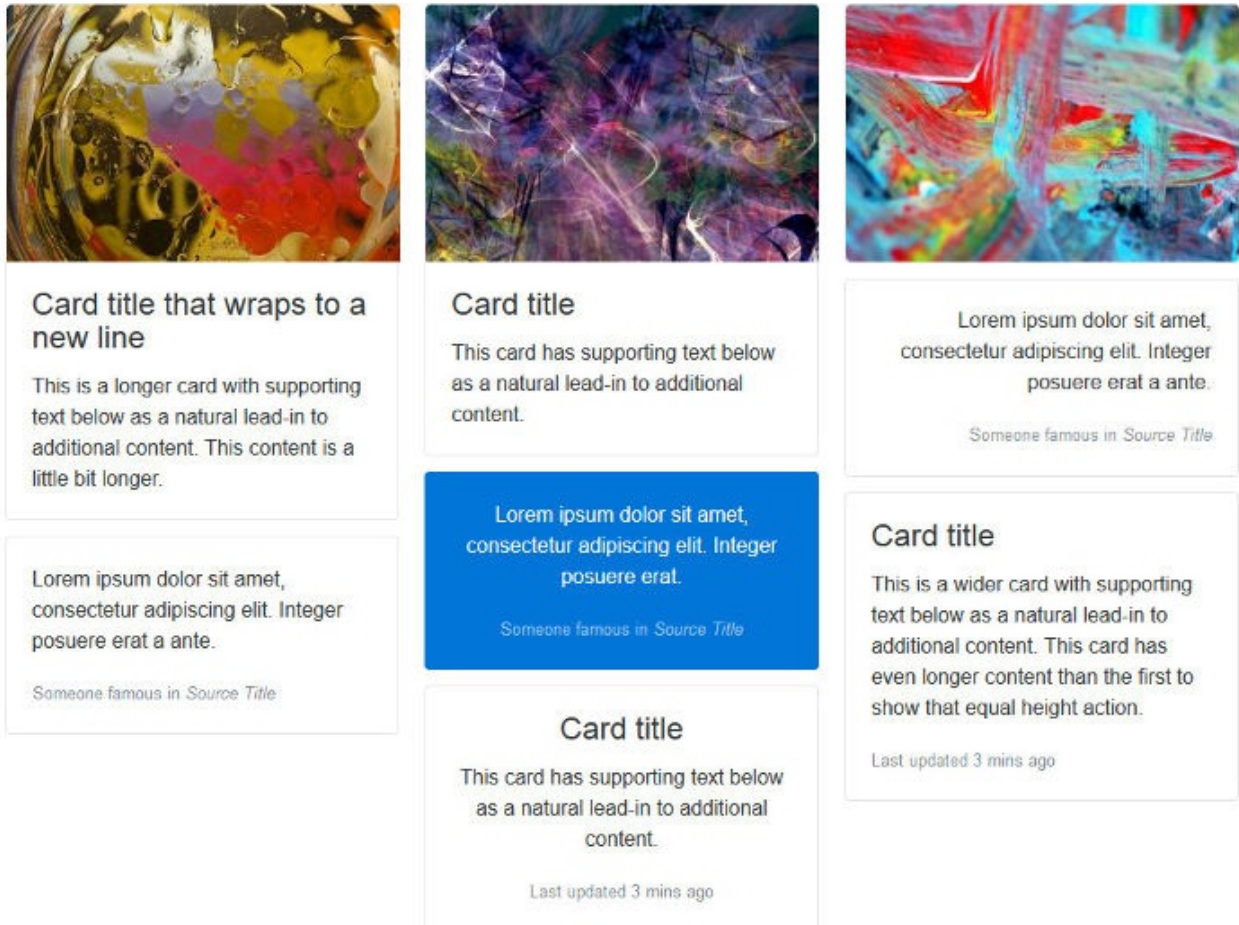 Card title that wraps to a
new line
This is a longer card with supporting
text below as a natural lead-in to
additional content. This content is a
little bit longer.
Lorem ipsum dolor sit amet,
consectetur adipiscing elit. Integer
posuere erat a ante.
Someone famous in Source Title
Card title
This card has supporting text below
as a natural lead-in to additional
content.
Lorem ipsum dolor sit amet,
consectetur adipiscing elit. Integer
posuere erat.
Someone famous in Source Title
Card title
This card has supporting text below
as a natural lead-in to additional
content.
Last updated 3 mins ago
Lorem ipsum dolor sit amet,
consectetur adipiscing elit. Integer
posuere erat a ante.
Someone famous in Source Title
Card title
This is a wider card with supporting
text below as a natural lead-in to
additional content. This card has
even longer content than the first to
show that equal height action.
Last updated 3 mins ago